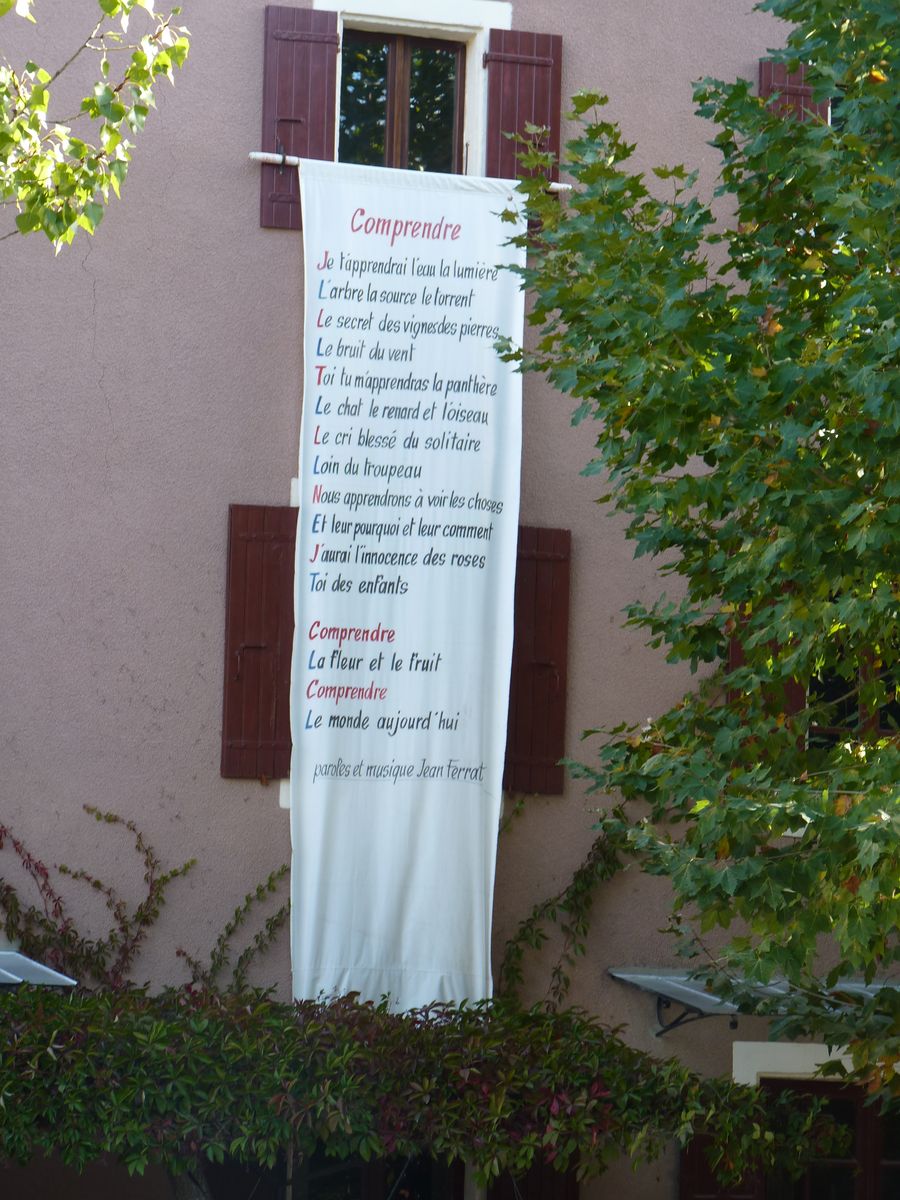 Comprendre
Je t'apprendrai l'eau la lumière
L'arbre la source le torrent
Le secret des vignes des pierres
Le bruit du vent
Toi tu m'apprendras la panthère
Le chat le renard et l'oiseau
Le cri blessé du solitaire
Loin du troupeau
Nous apprendrons à voir les choses
Et leur pourquoi et leur comment
J'aurai l'innocence des roses
Toi des enfants
Comprendre
La fleur et le fruit
Comprendre
Le monde aujourd'hui
paroles et musique Jean Ferrat